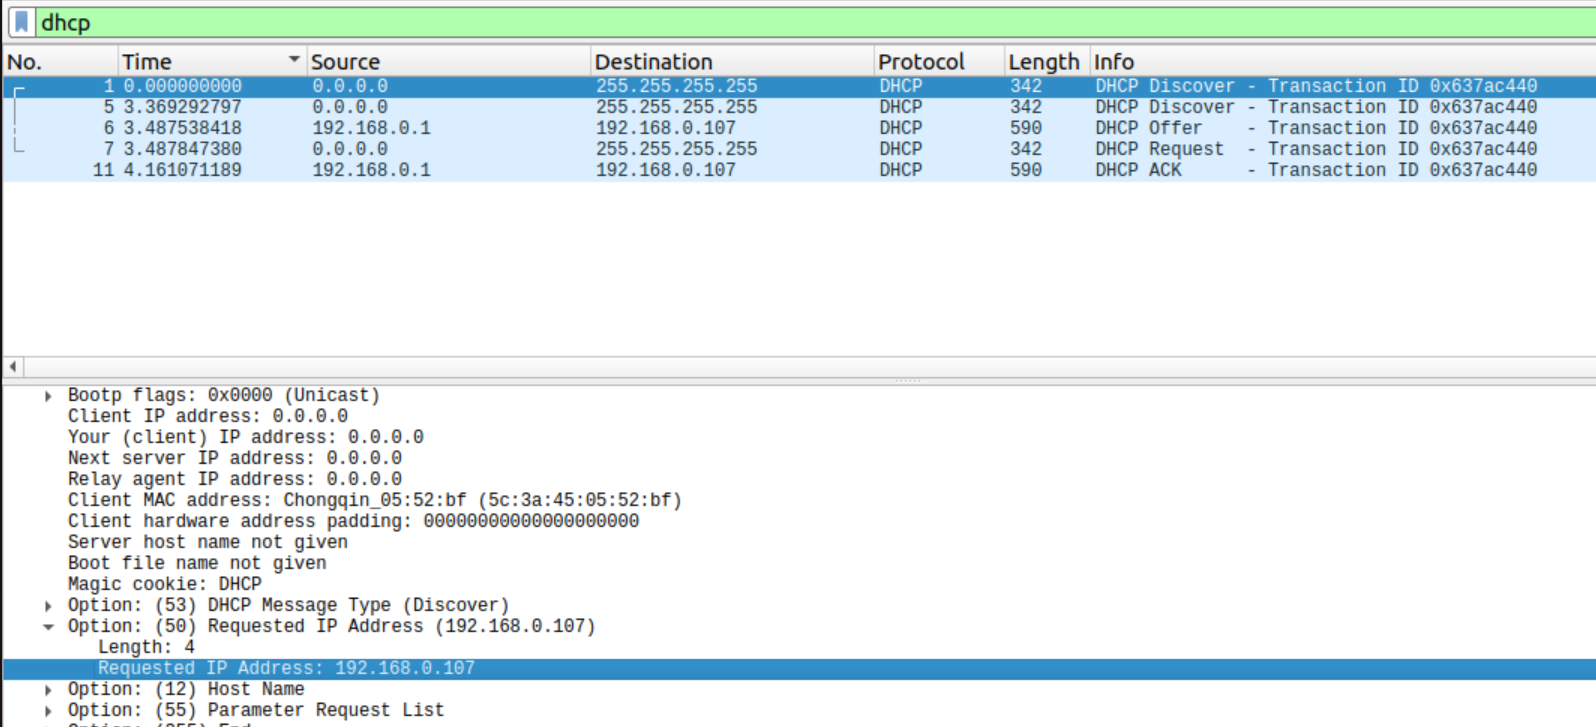 dhcp
No. Time Source Destination Protocol Length Info
1 0.000000000 0.0.0.0 255.255.255.255 DHCP 342 DHCP Discover - Transaction ID 0x637ac440
5 3.369292797 0.0.0.0 255.255.255.255 DHCP 342 DHCP Discover - Transaction ID 0x637ac440
6 3.487538418 192.168.0.1 192.168.0.107 DHCP 590 DHCP Offer - Transaction ID 0x637ac440
7 3.487847380 0.0.0.0 255.255.255.255 DHCP 342 DHCP Request - Transaction ID 0x637ac440
11 4.161071189 192.168.0.1 192.168.0.107 DHCP 590 DHCP ACK - Transaction ID 0x637ac440
Bootp flags: 0x0000 (Unicast)
Client IP address: 0.0.0.0
Your (client) IP address: 0.0.0.0
Next server IP address: 0.0.0.0
Relay agent IP address: 0.0.0.0
Client MAC address: Chongqin_05:52:bf (5c:3a:45:05:52:bf)
Client hardware address padding: 00000000000000000000
Server host name not given
Boot file name not given
Magic cookie: DHCP
Option: (53) DHCP Message Type (Discover)
Option: (50) Requested IP Address (192.168.0.107)
Length: 4
Requested IP Address: 192.168.0.107
Option: (12) Host Name
Option: (55) Parameter Request List
Option: (255) End